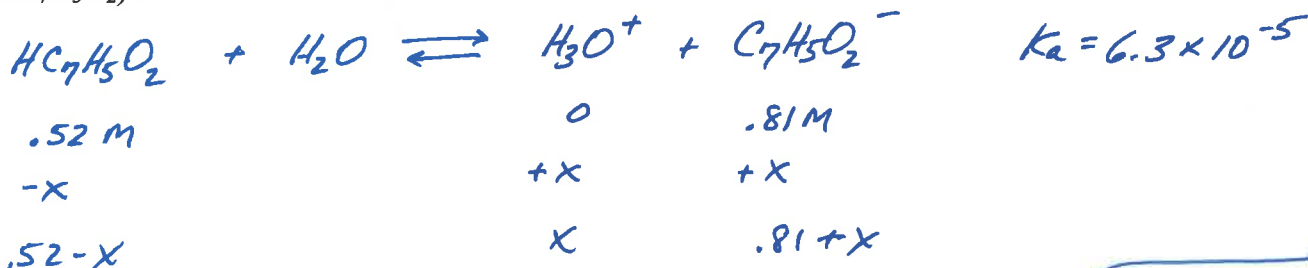 HC₇H₅O₂ + H₂O ⇌ H₃O⁺ + C₇H₅O₂⁻ Ka = 6.3 × 10⁻⁵
.52 M 0 .81M
-x +x +x
.52-x x .81+x